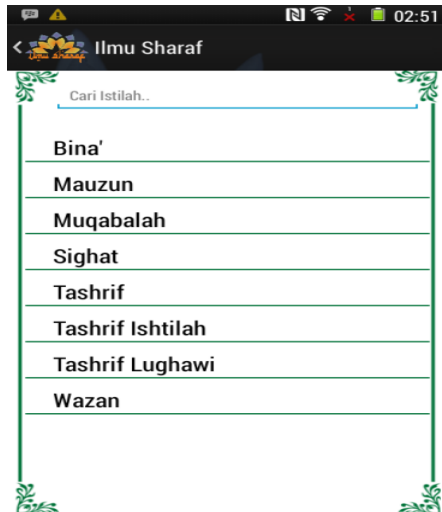 02:51
Ilmu Sharaf
Cari Istilah..
Bina'
Mauzun
Muqabalah
Sighat
Tashrif
Tashrif Ishtilah
Tashrif Lughawi
Wazan